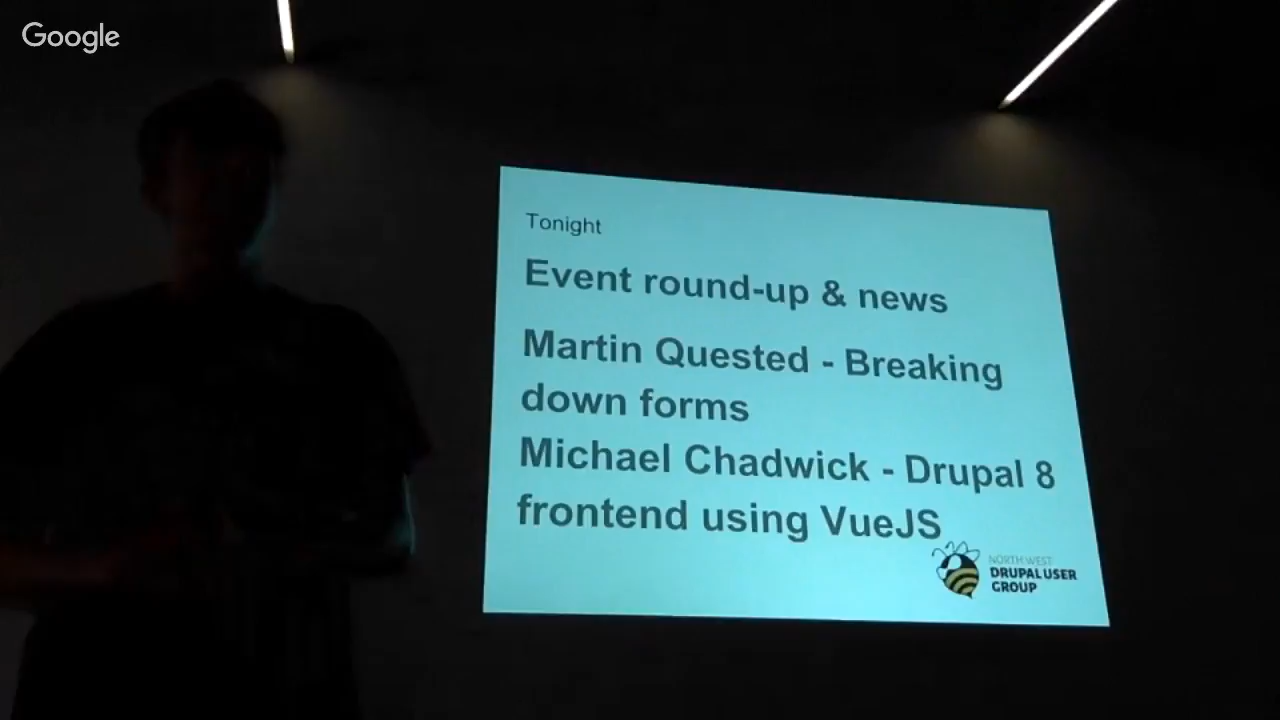 Google
Tonight
Event round-up & news
Martin Quested - Breaking
down forms
Michael Chadwick - Drupal 8
frontend using VueJS
NORTH WEST
DRUPAL USER
GROUP